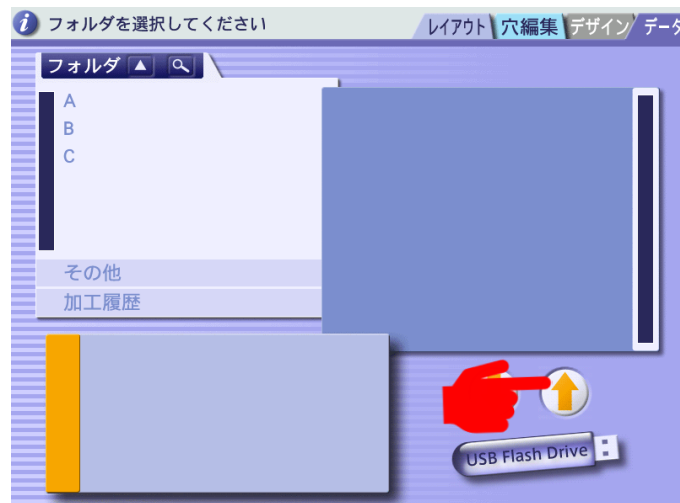 フォルダを選択してください
レイアウト 穴編集 デザイン データ
フォルダ
A
B
C
その他
加工履歴
USB Flash Drive